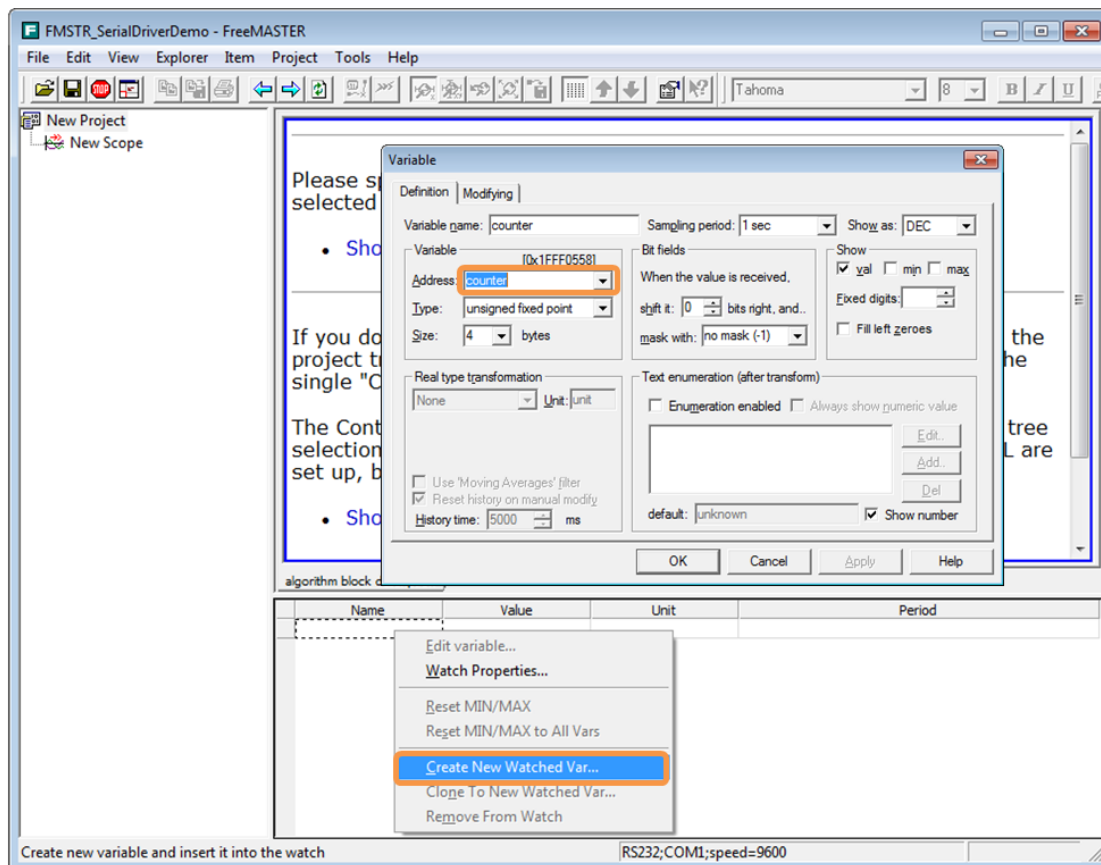 FMSTR_SerialDriverDemo - FreeMASTER
File Edit View Explorer Item Project Tools Help
STOP Tahoma 8 B I U
New Project
New Scope
Please
selected
• Sho
If you do the
project he
single "C
The Cont tree
selection L are
set up, b
• Sho
algorithm block
Variable
Definition Modifying
Variable name: counter Sampling period: 1 sec Show as: DEC
Variable
[0x1FFF0558]
Address: counter
Type: unsigned fixed point
Size: 4 bytes
Bit fields
When the value is received,
shift it: 0 bits right, and..
mask with: no mask (-1)
Show
val min max
Fixed digits:
Fill left zeroes
Real type transformation
None Unit: unit
Use 'Moving Averages' filter
Reset history on manual modify
History time: 5000 ms
Text enumeration (after transform)
Enumeration enabled Always show numeric value
Edit..
Add..
Del
default: unknown Show number
OK Cancel Apply Help
Name Value Unit Period
Edit variable...
Watch Properties...
Reset MIN/MAX
Reset MIN/MAX to All Vars
Create New Watched Var...
Clone To New Watched Var...
Remove From Watch
Create new variable and insert it into the watch RS232;COM1;speed=9600